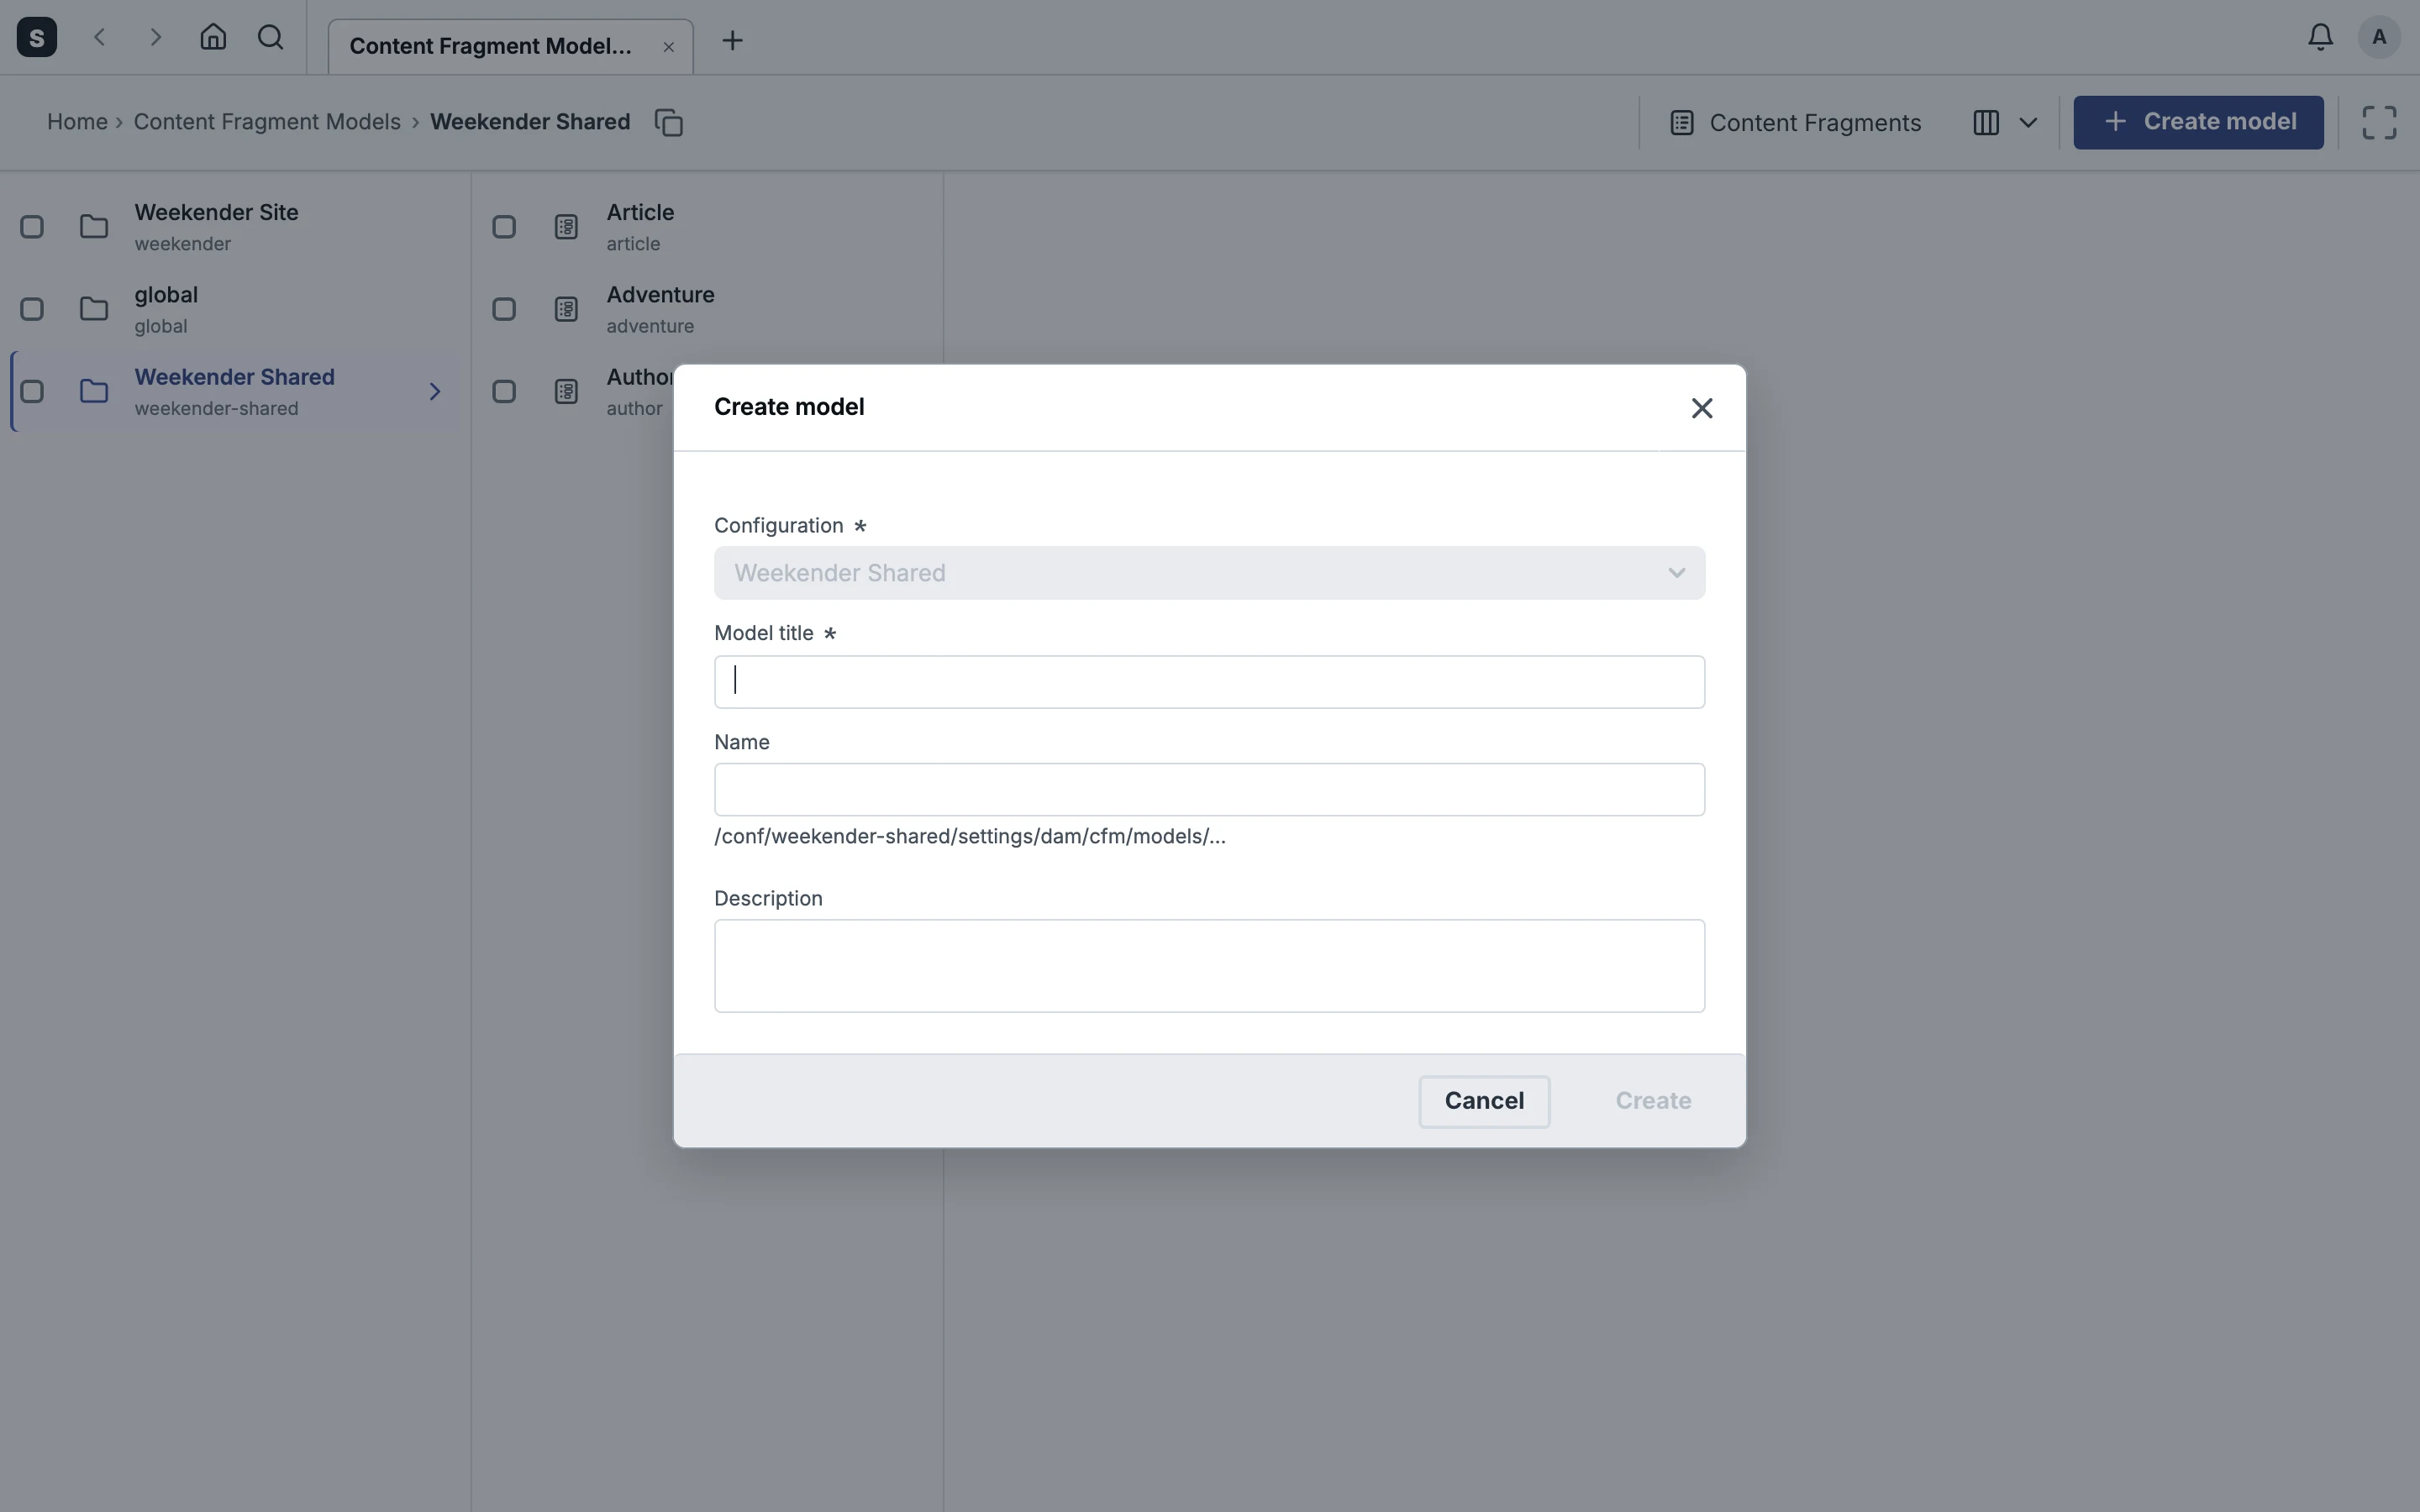 S
Content Fragment Model...
A
Home › Content Fragment Models › Weekender Shared
Content Fragments
Create model
Weekender Site
weekender
global
global
Weekender Shared
weekender-shared
Article
article
Adventure
adventure
Author
author
Create model
Configuration *
Weekender Shared
Model title *
Name
/conf/weekender-shared/settings/dam/cfm/models/...
Description
Cancel
Create